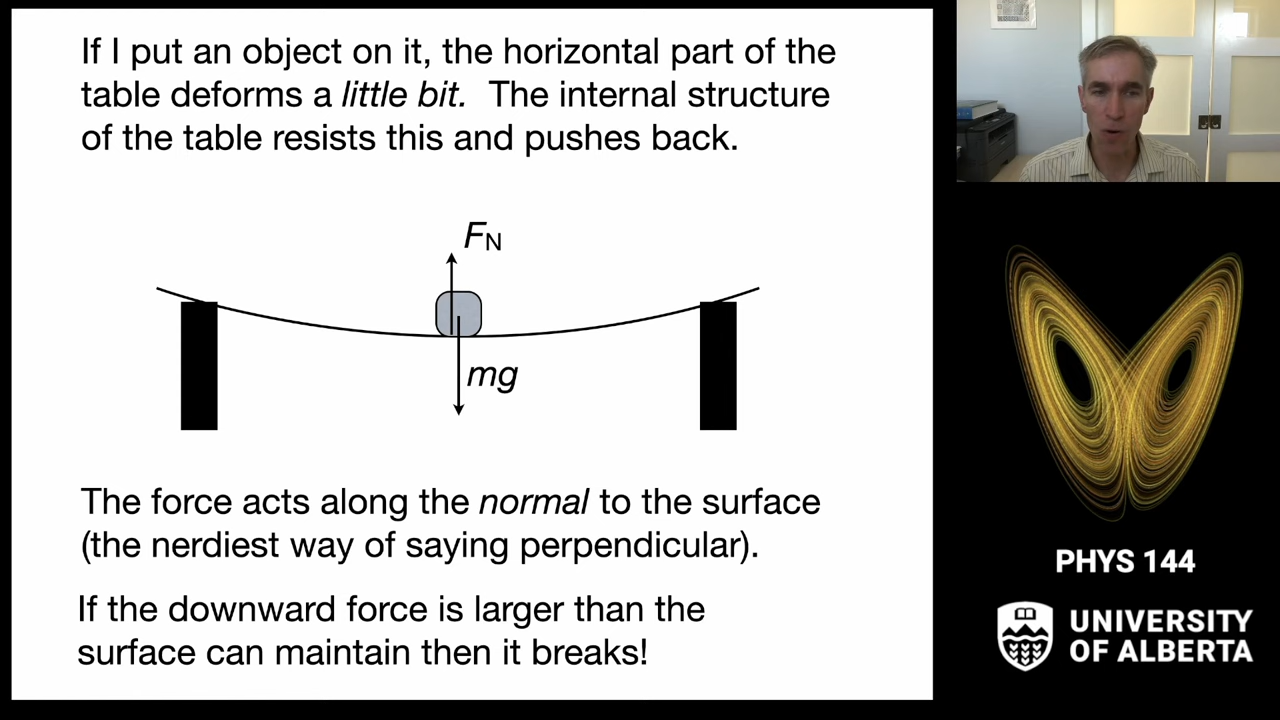 If I put an object on it, the horizontal part of the
table deforms a little bit. The internal structure
of the table resists this and pushes back.
FN
mg
The force acts along the normal to the surface
(the nerdiest way of saying perpendicular).
If the downward force is larger than the
surface can maintain then it breaks!
PHYS 144
UNIVERSITY
OF ALBERTA